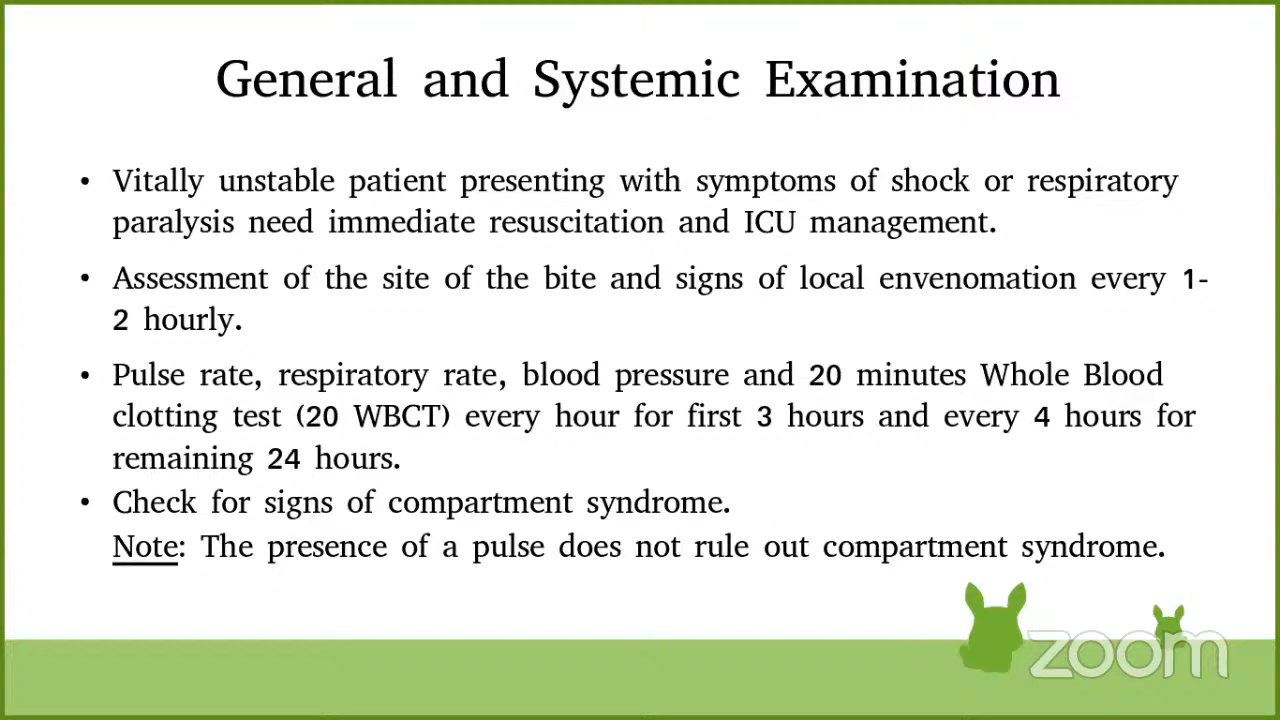 General and Systemic Examination
• Vitally unstable patient presenting with symptoms of shock or respiratory
paralysis need immediate resuscitation and ICU management.
• Assessment of the site of the bite and signs of local envenomation every 1-
2 hourly.
• Pulse rate, respiratory rate, blood pressure and 20 minutes Whole Blood
clotting test (20 WBCT) every hour for first 3 hours and every 4 hours for
remaining 24 hours.
• Check for signs of compartment syndrome.
Note: The presence of a pulse does not rule out compartment syndrome.
zoom